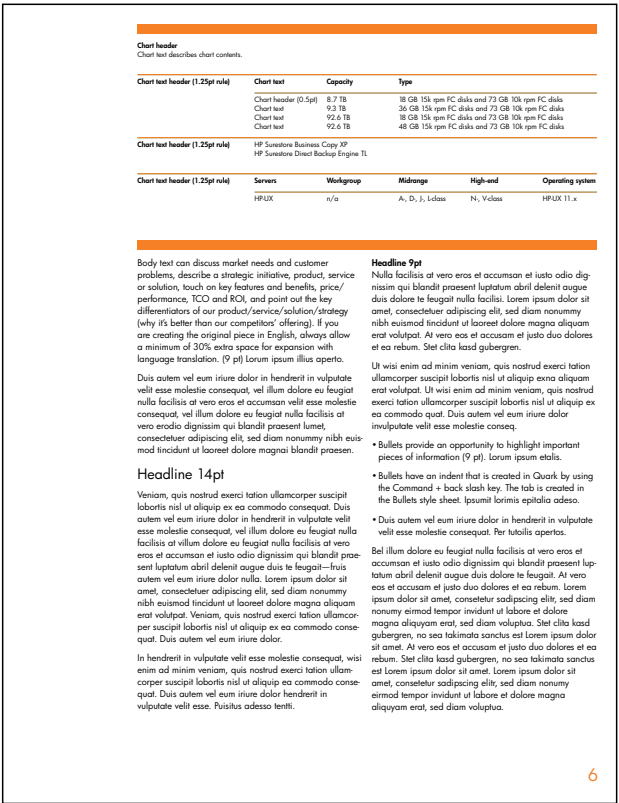 Chart header
Chart text describes chart contents.
Chart text header (1.25pt rule) Chart text Capacity Type
Chart header (0.5pt) 8.7 TB 18 GB 15k rpm FC disks and 73 GB 10k rpm FC disks
Chart text 9.3 TB 36 GB 15k rpm FC disks and 73 GB 10k rpm FC disks
Chart text 92.6 TB 18 GB 15k rpm FC disks and 73 GB 10k rpm FC disks
Chart text 92.6 TB 48 GB 15k rpm FC disks and 73 GB 10k rpm FC disks
Chart text header (1.25pt rule) HP Surestore Business Copy XP
HP Surestore Direct Backup Engine TL
Chart text header (1.25pt rule) Servers Workgroup Midrange High-end Operating system
HP-UX n/a A-, D-, J-, L-class N-, V-class HP-UX 11.x
Body text can discuss market needs and customer
problems, describe a strategic initiative, product, service
or solution, touch on key features and benefits, price/
performance, TCO and ROI, and point out the key
differentiators of our product/service/solution/strategy
(why it's better than our competitors' offering). If you
are creating the original piece in English, always allow
a minimum of 30% extra space for expansion with
language translation. (9 pt) Lorum ipsum illius aperto.
Duis autem vel eum iriure dolor in hendrerit in vulputate
velit esse molestie consequat, vel illum dolore eu feugiat
nulla facilisis at vero eros et accumsan velit esse molestie
consequat, vel illum dolore eu feugiat nulla facilisis at
vero erodio dignissim qui blandit praesent lumet,
consectetuer adipiscing elit, sed diam nonummy nibh euis-
mod tincidunt ut laoreet dolore magnai blandit praesen.
Headline 14pt
Veniam, quis nostrud exerci tation ullamcorper suscipit
lobortis nisl ut aliquip ex ea commodo consequat. Duis
autem vel eum iriure dolor in hendrerit in vulputate velit
esse molestie consequat, vel illum dolore eu feugiat nulla
facilisis at villum dolore eu feugiat nulla facilisis at vero
eros et accumsan et iusto odio dignissim qui blandit prae-
sent luptatum abril delenit augue duis te feugait—fruis
autem vel eum iriure dolor nulla. Lorem ipsum dolor sit
amet, consectetuer adipiscing elit, sed diam nonummy
nibh euismod tincidunt ut laoreet dolore magna aliquam
erat volutpat. Veniam, quis nostrud exerci tation ullamcor-
per suscipit lobortis nisl ut aliquip ex ea commodo conse-
quat. Duis autem vel eum iriure dolor.
In hendrerit in vulputate velit esse molestie consequat, wisi
enim ad minim veniam, quis nostrud exerci tation ullam-
corper suscipit lobortis nisl ut aliquip ea commodo conse-
quat. Duis autem vel eum iriure dolor hendrerit in
vulputate velit esse. Puisitus adesso tentti.
Headline 9pt
Nulla facilisis at vero eros et accumsan et iusto odio dig-
nissim qui blandit praesent luptatum abril delenit augue
duis dolore te feugait nulla facilisi. Lorem ipsum dolor sit
amet, consectetuer adipiscing elit, sed diam nonummy
nibh euismod tincidunt ut laoreet dolore magna aliquam
erat volutpat. At vero eos et accusam et justo duo dolores
et ea rebum. Stet clita kasd gubergren.
Ut wisi enim ad minim veniam, quis nostrud exerci tation
ullamcorper suscipit lobortis nisl ut aliquip exna aliquam
erat volutpat. Ut wisi enim ad minim veniam, quis nostrud
exerci tation ullamcorper suscipit lobortis nisl ut aliquip ex
ea commodo quat. Duis autem vel eum iriure dolor
invulputate velit esse molestie conseq.
• Bullets provide an opportunity to highlight important
pieces of information (9 pt). Lorum ipsum etalis.
• Bullets have an indent that is created in Quark by using
the Command + back slash key. The tab is created in
the Bullets style sheet. Ipsumit lorimis epitalia adeso.
• Duis autem vel eum iriure dolor in hendrerit in vulputate
velit esse molestie consequat. Per tutoilis apertos.
Bel illum dolore eu feugiat nulla facilisis at vero eros et
accumsan et iusto odio dignissim qui blandit praesent lup-
tatum abril delenit augue duis dolore te feugait. At vero
eos et accusam et justo duo dolores et ea rebum. Lorem
ipsum dolor sit amet, consetetur sadipscing elitr, sed diam
nonumy eirmod tempor invidunt ut labore et dolore
magna aliquyam erat, sed diam voluptua. Stet clita kasd
gubergren, no sea takimata sanctus est Lorem ipsum dolor
sit amet. At vero eos et accusam et justo duo dolores et ea
rebum. Stet clita kasd gubergren, no sea takimata sanctus
est Lorem ipsum dolor sit amet. Lorem ipsum dolor sit
amet, consetetur sadipscing elitr, sed diam nonumy
eirmod tempor invidunt ut labore et dolore magna
aliquyam erat, sed diam voluptua.
6